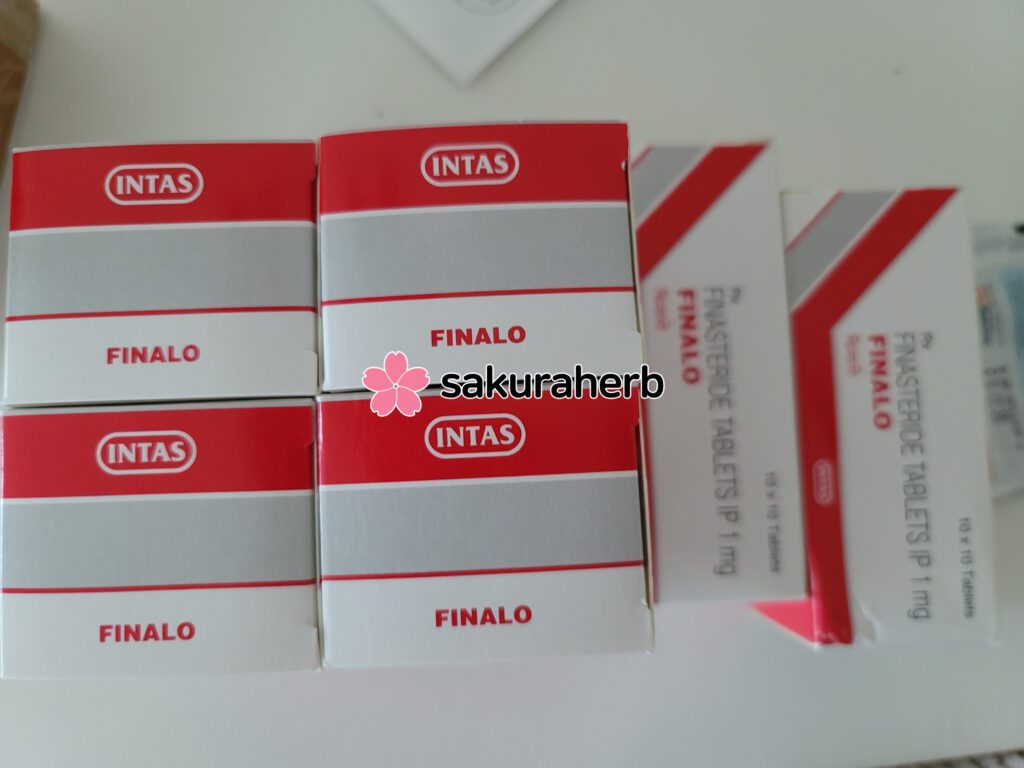 INTAS
FINALO
INTAS
FINALO
INTAS
FINALO
INTAS
FINALO
sakuraherb
Rx
FINASTERIDE TABLETS IP 1 mg
FINALO
10 x 10 Tablets
Rx
FINASTERIDE TABLETS IP 1 mg
FINALO
INTAS
10 x 10 Tablets